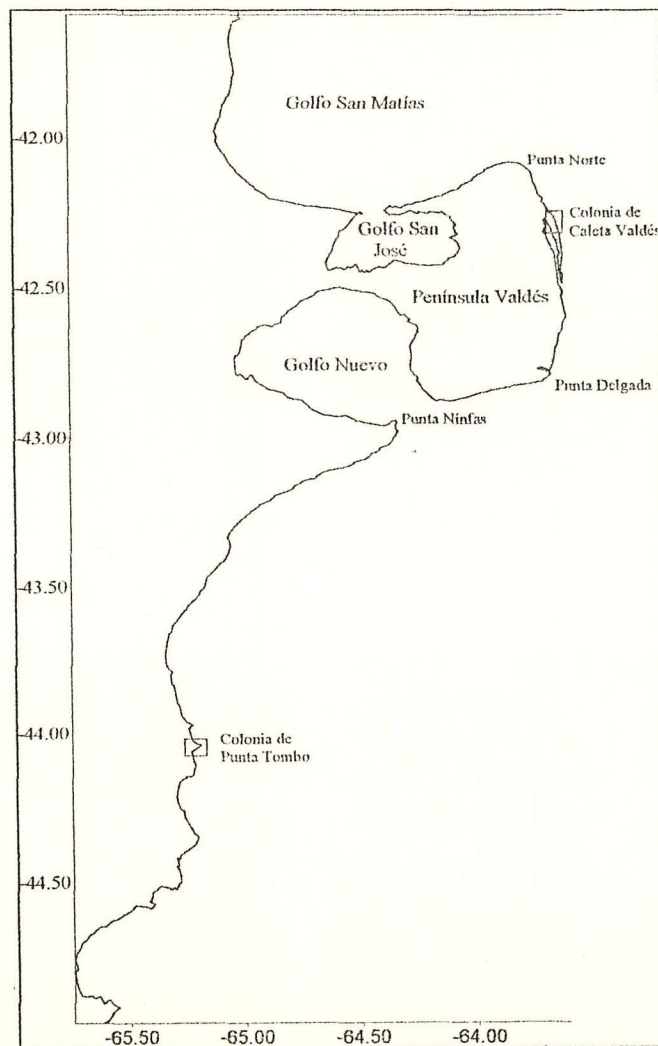 Golfo San Matías
-42.00
Punta Norte
Colonia de
Caleta Valdés
Golfo San
José
-42.50
Península Valdés
Golfo Nuevo
Punta Delgada
Punta Ninfas
-43.00
-43.50
-44.00
Colonia de
Punta Tombo
-44.50
-65.50
-65.00
-64.50
-64.00